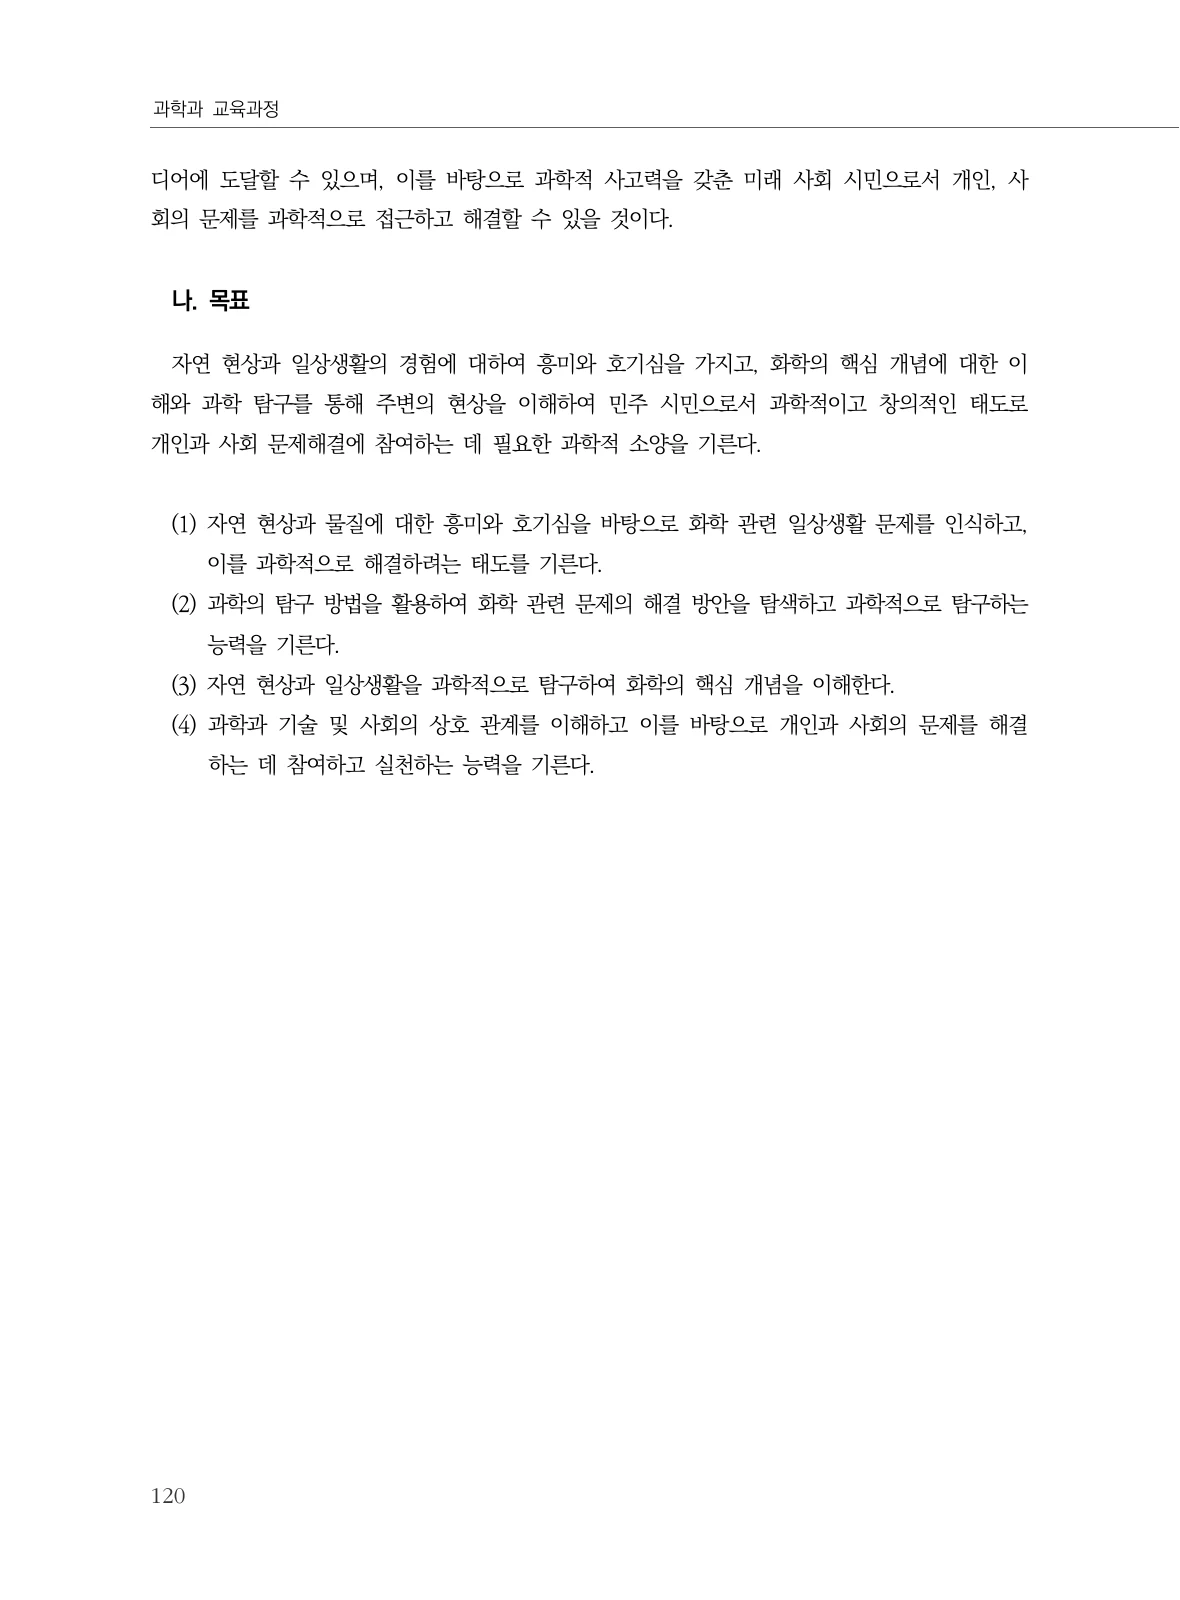 과학과 교육과정
디어에 도달할 수 있으며, 이를 바탕으로 과학적 사고력을 갖춘 미래 사회 시민으로서 개인, 사
회의 문제를 과학적으로 접근하고 해결할 수 있을 것이다.
나. 목표
자연 현상과 일상생활의 경험에 대하여 흥미와 호기심을 가지고, 화학의 핵심 개념에 대한 이
해와 과학 탐구를 통해 주변의 현상을 이해하여 민주 시민으로서 과학적이고 창의적인 태도로
개인과 사회 문제해결에 참여하는 데 필요한 과학적 소양을 기른다.
(1) 자연 현상과 물질에 대한 흥미와 호기심을 바탕으로 화학 관련 일상생활 문제를 인식하고,
이를 과학적으로 해결하려는 태도를 기른다.
(2) 과학의 탐구 방법을 활용하여 화학 관련 문제의 해결 방안을 탐색하고 과학적으로 탐구하는
능력을 기른다.
(3) 자연 현상과 일상생활을 과학적으로 탐구하여 화학의 핵심 개념을 이해한다.
(4) 과학과 기술 및 사회의 상호 관계를 이해하고 이를 바탕으로 개인과 사회의 문제를 해결
하는 데 참여하고 실천하는 능력을 기른다.
120